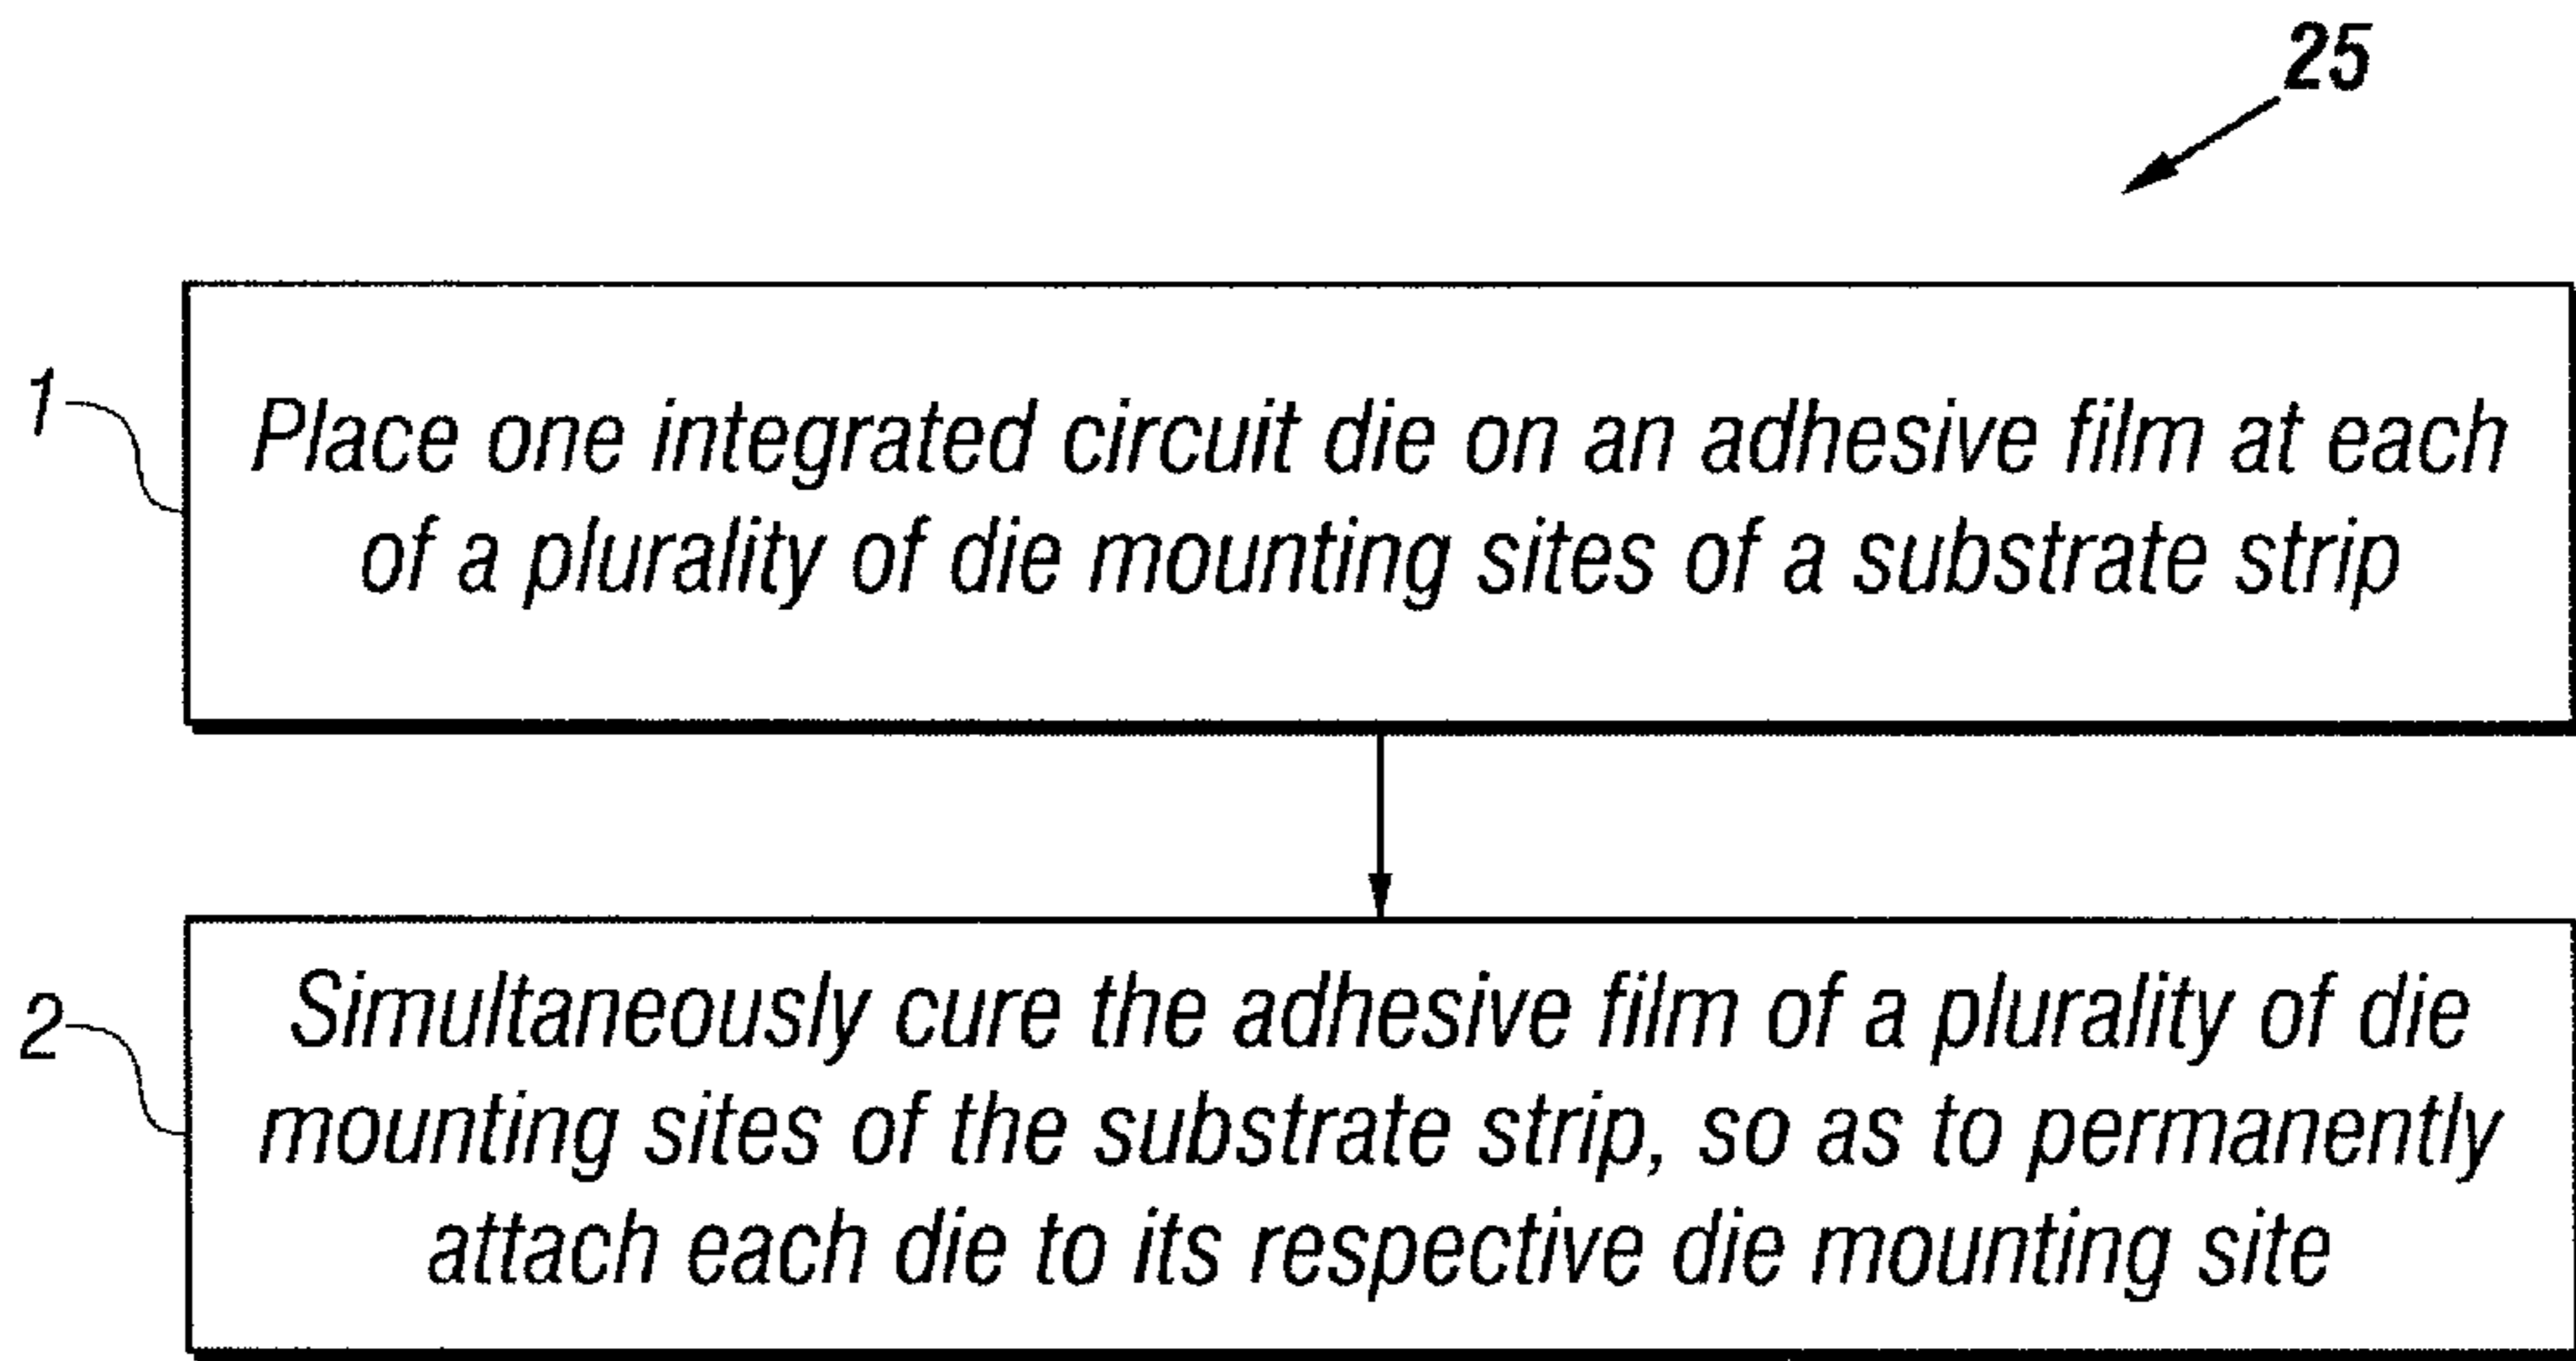 25
1
Place one integrated circuit die on an adhesive film at each
of a plurality of die mounting sites of a substrate strip
2
Simultaneously cure the adhesive film of a plurality of die
mounting sites of the substrate strip, so as to permanently
attach each die to its respective die mounting site